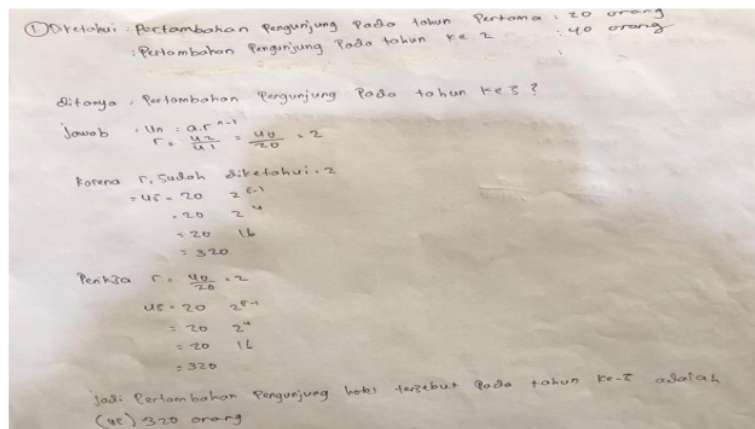 ① Diketahui : Pertambahan Pengunjung Pada tahun Pertama : 20 orang
: Pertambahan Pengunjung Pada tahun ke 2 : 40 orang
ditanya : Pertambahan Pengunjung Pada tahun ke 5 ?
Jawab : Un : a.r^n-1
r = U2/U1 = 40/20 = 2
Karena r, Sudah diketahui = 2
= U5 = 20 2^5-1
= 20 2^4
= 20 16
= 320
Periksa r = 40/20 = 2
U5 = 20 2^5-1
= 20 2^4
= 20 16
= 320
Jadi Pertambahan Pengunjung hotel tersebut Pada tahun ke-5 adalah
(U5) 320 orang